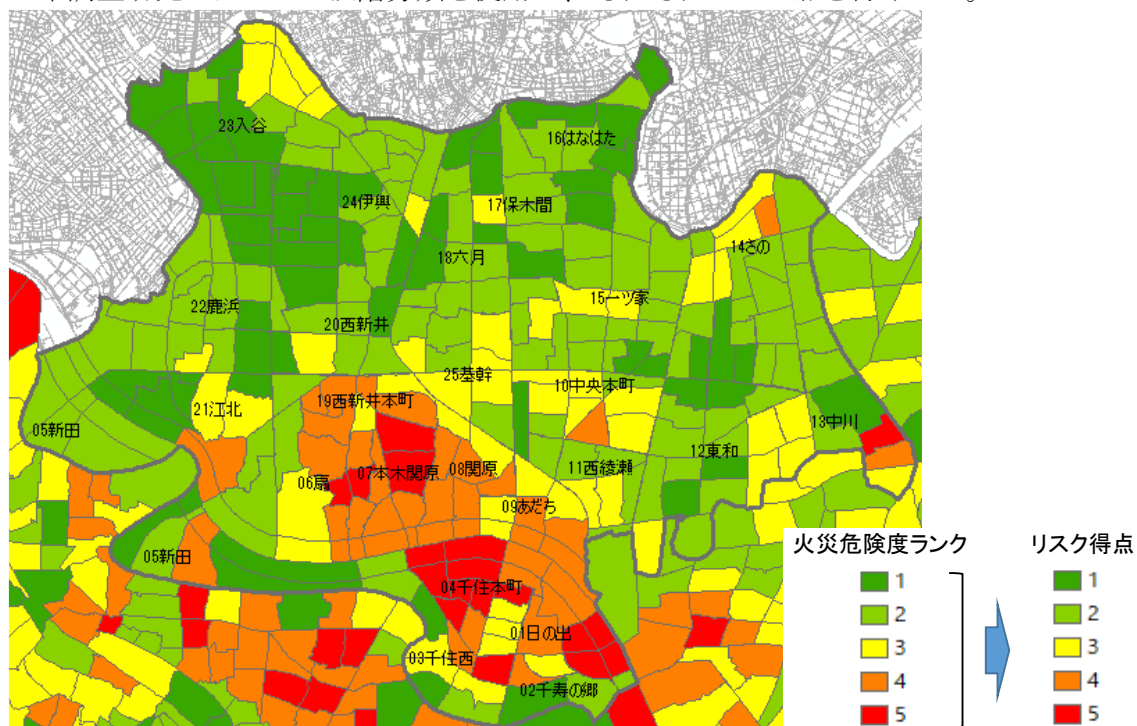 23入谷
16はなはた
24伊興
17保木間
18六月
14さの
22鹿浜
15一ツ家
20西新井
25基幹
10中央本町
19西新井本町
21江北
05新田
13中川
12東和
07本木関原
08関原
11西綾瀬
06扇
09あだち
05新田
04千住本町
01日の出
03千住西
02千寿の郷
火災危険度ランク
リスク得点
1
1
2
2
3
3
4
4
5
5